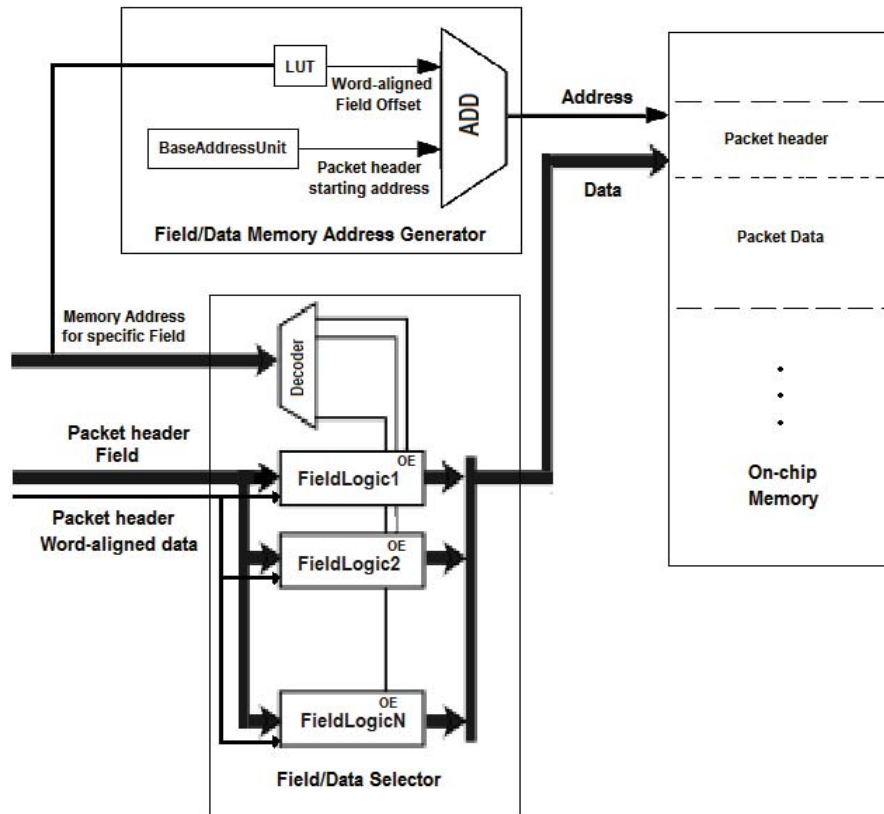 LUT
Word-aligned
Field Offset
ADD
BaseAddressUnit
Packet header
starting address
Field/Data Memory Address Generator
Address
Data
Packet header
Packet Data
On-chip
Memory
Memory Address
for specific Field
Decoder
Packet header
Field
Packet header
Word-aligned data
OE
FieldLogic1
OE
FieldLogic2
OE
FieldLogicN
Field/Data Selector